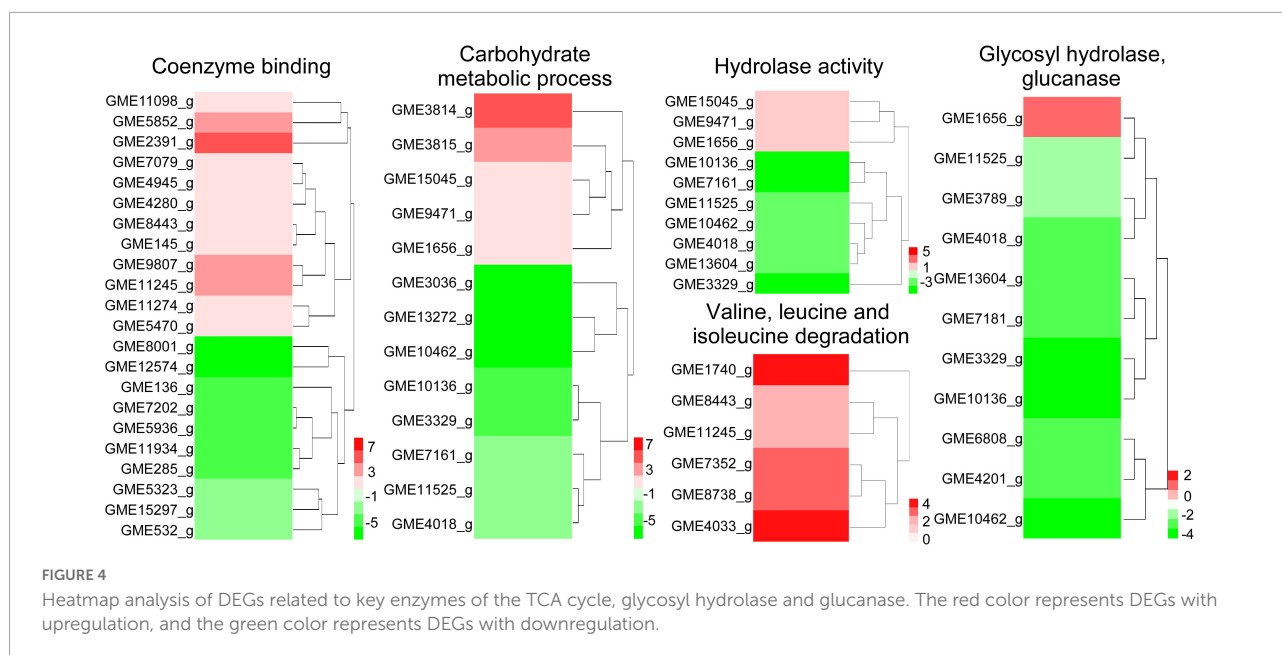 Coenzyme binding
GME11098_g
GME5852_g
GME2391_g
GME7079_g
GME4945_g
GME4280_g
GME8443_g
GME145_g
GME9807_g
GME11245_g
GME11274_g
GME5470_g
GME8001_g
GME12574_g
GME136_g
GME7202_g
GME5936_g
GME11934_g
GME285_g
GME5323_g
GME15297_g
GME532_g
7
3
-1
-5
Carbohydrate
metabolic process
GME3814_g
GME3815_g
GME15045_g
GME9471_g
GME1656_g
GME3036_g
GME13272_g
GME10462_g
GME10136_g
GME3329_g
GME7161_g
GME11525_g
GME4018_g
7
3
-1
-5
Hydrolase activity
GME15045_g
GME9471_g
GME1656_g
GME10136_g
GME7161_g
GME11525_g
GME10462_g
GME4018_g
GME13604_g
GME3329_g
5
1
-3
Valine, leucine and
isoleucine degradation
GME1740_g
GME8443_g
GME11245_g
GME7352_g
GME8738_g
GME4033_g
4
2
0
Glycosyl hydrolase,
glucanase
GME1656_g
GME11525_g
GME3789_g
GME4018_g
GME13604_g
GME7181_g
GME3329_g
GME10136_g
GME6808_g
GME4201_g
GME10462_g
2
0
-2
-4
FIGURE 4
Heatmap analysis of DEGs related to key enzymes of the TCA cycle, glycosyl hydrolase and glucanase. The red color represents DEGs with
upregulation, and the green color represents DEGs with downregulation.